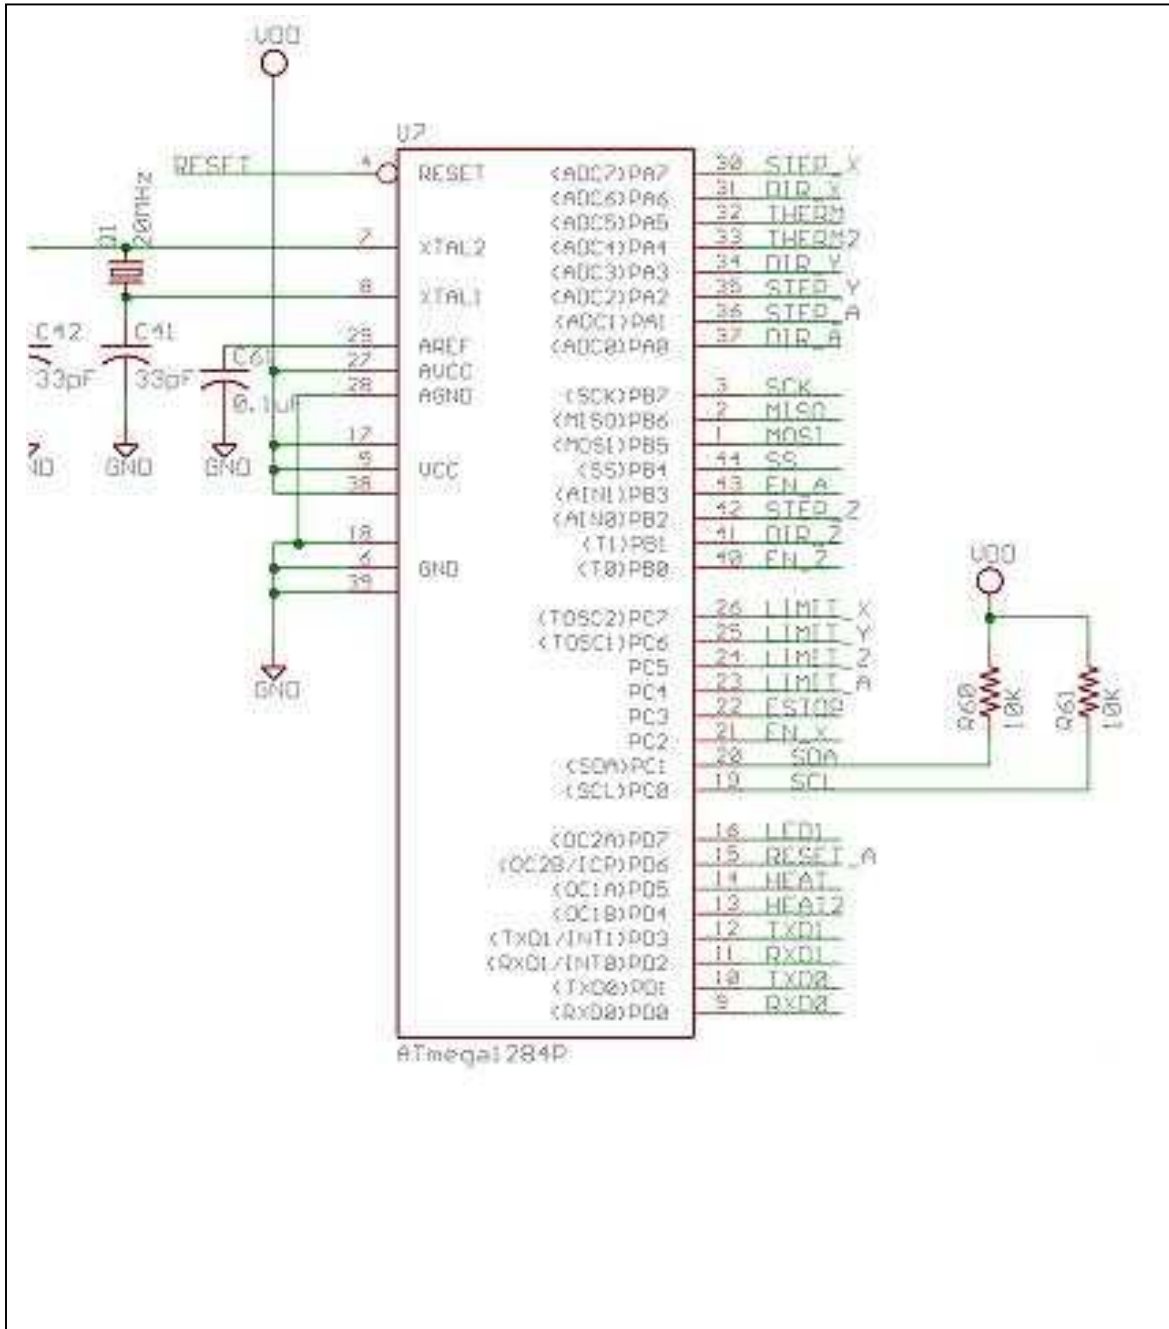 VDD
U7
RESET 4 RESET (ADC7)PA7 30 STEP_X
(ADC6)PA6 31 DIR_X
(ADC5)PA5 32 THERM
Q1 20MHz 7 XTAL2 (ADC4)PA4 33 THERM2
(ADC3)PA3 34 DIR_Y
8 XTAL1 (ADC2)PA2 35 STEP_Y
(ADC1)PA1 36 STEP_A
C42 C41 29 AREF (ADC0)PA0 37 DIR_A
33pF 33pF C61 27 AVCC
0.1uF 28 AGND (SCK)PB7 3 SCK
(MISO)PB6 2 MISO
17 (MOSI)PB5 1 MOSI
GND GND 5 VCC (SS)PB4 44 SS
38 (AIN1)PB3 43 EN_A
(AIN0)PB2 42 STEP_Z
18 (T1)PB1 41 DIR_Z
6 GND (T0)PB0 40 EN_Z
39
VDD
(TOSC2)PC7 26 LIMIT_X
(TOSC1)PC6 25 LIMIT_Y
PC5 24 LIMIT_Z
GND PC4 23 LIMIT_A
PC3 22 ESTOP
PC2 21 EN_X
R60 10K R61 10K
(SDA)PC1 20 SDA
(SCL)PC0 19 SCL
(OC2A)PD7 16 LED1
(OC2B/ICP)PD6 15 RESET_A
(OC1A)PD5 14 HEAT
(OC1B)PD4 13 HEAT2
(TXD1/INT1)PD3 12 TXD1
(RXD1/INT0)PD2 11 RXD1
(TXD0)PD1 10 TXD0
(RXD0)PD0 9 RXD0
ATmega1284P